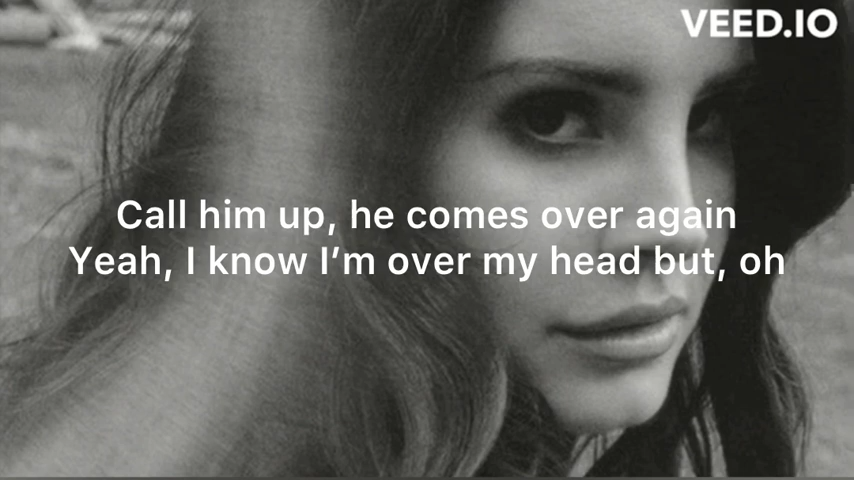 VEED.IO
Call him up, he comes over again
Yeah, I know I’m over my head but, oh